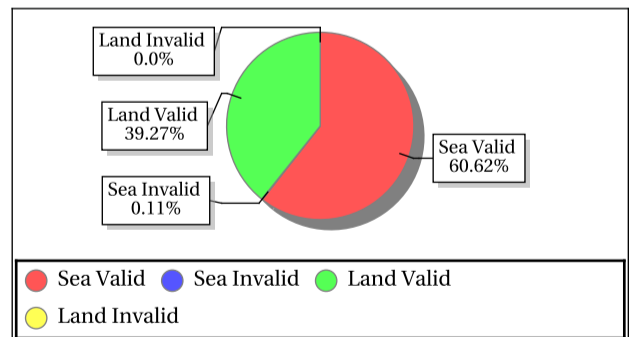 Land Invalid
0.0%
Land Valid
39.27%
Sea Invalid
0.11%
Sea Valid
60.62%
Sea Valid Sea Invalid Land Valid
Land Invalid